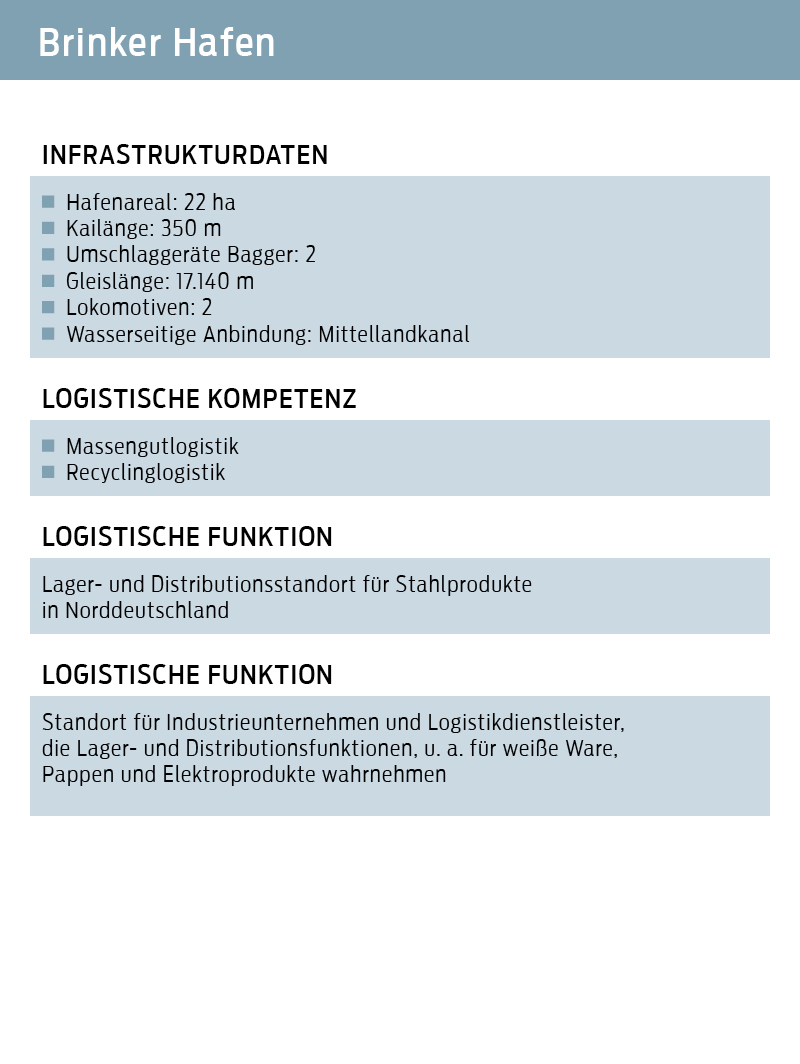 Brinker Hafen
INFRASTRUKTURDATEN
Hafenareal: 22 ha
Kailänge: 350 m
Umschlaggeräte Bagger: 2
Gleislänge: 17.140 m
Lokomotiven: 2
Wasserseitige Anbindung: Mittellandkanal
LOGISTISCHE KOMPETENZ
Massengutlogistik
Recyclinglogistik
LOGISTISCHE FUNKTION
Lager- und Distributionsstandort für Stahlprodukte
in Norddeutschland
LOGISTISCHE FUNKTION
Standort für Industrieunternehmen und Logistikdienstleister,
die Lager- und Distributionsfunktionen, u. a. für weiße Ware,
Pappen und Elektroprodukte wahrnehmen